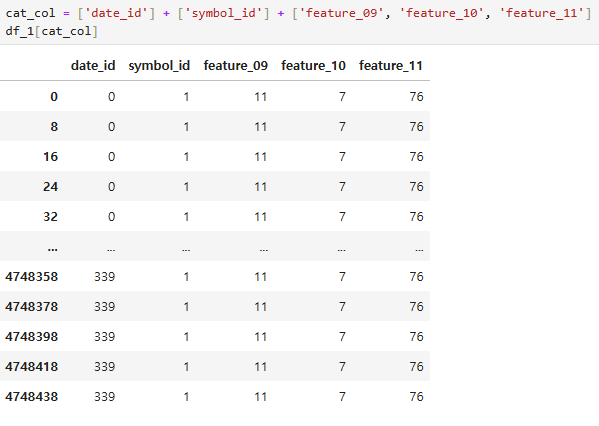 cat_col = ['date_id'] + ['symbol_id'] + ['feature_09', 'feature_10', 'feature_11']
df_1[cat_col]
date_id symbol_id feature_09 feature_10 feature_11
0 0 1 11 7 76
8 0 1 11 7 76
16 0 1 11 7 76
24 0 1 11 7 76
32 0 1 11 7 76
... ... ... ... ... ...
4748358 339 1 11 7 76
4748378 339 1 11 7 76
4748398 339 1 11 7 76
4748418 339 1 11 7 76
4748438 339 1 11 7 76